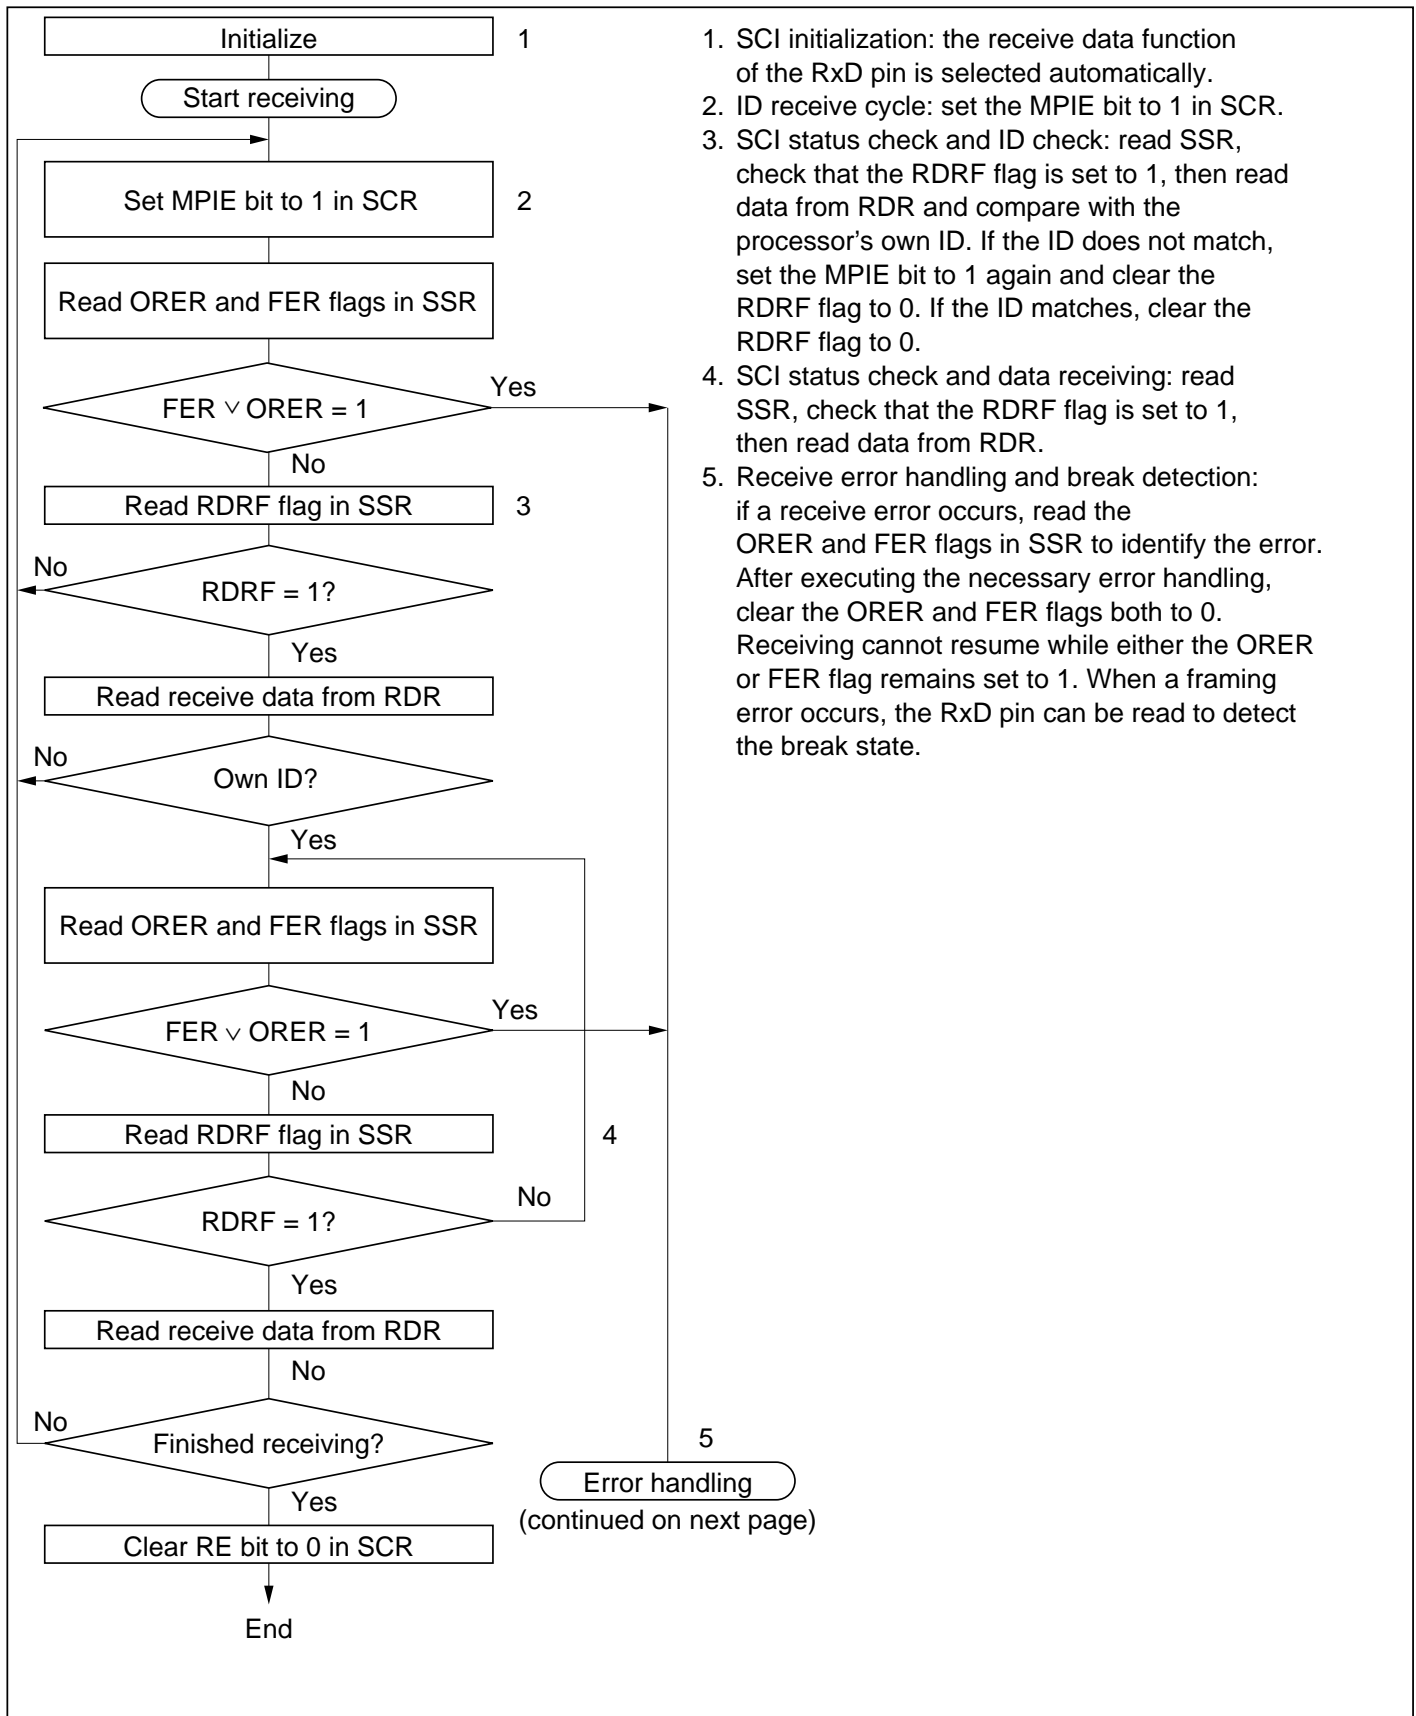 Initialize
1
Start receiving
Set MPIE bit to 1 in SCR
2
Read ORER and FER flags in SSR
FER ∨ ORER = 1
Yes
No
Read RDRF flag in SSR
3
No
RDRF = 1?
Yes
Read receive data from RDR
No
Own ID?
Yes
Read ORER and FER flags in SSR
FER ∨ ORER = 1
Yes
No
Read RDRF flag in SSR
4
RDRF = 1?
No
Yes
Read receive data from RDR
No
No
Finished receiving?
Yes
Clear RE bit to 0 in SCR
End
5
Error handling
(continued on next page)
1. SCI initialization: the receive data function
of the RxD pin is selected automatically.
2. ID receive cycle: set the MPIE bit to 1 in SCR.
3. SCI status check and ID check: read SSR,
check that the RDRF flag is set to 1, then read
data from RDR and compare with the
processor’s own ID. If the ID does not match,
set the MPIE bit to 1 again and clear the
RDRF flag to 0. If the ID matches, clear the
RDRF flag to 0.
4. SCI status check and data receiving: read
SSR, check that the RDRF flag is set to 1,
then read data from RDR.
5. Receive error handling and break detection:
if a receive error occurs, read the
ORER and FER flags in SSR to identify the error.
After executing the necessary error handling,
clear the ORER and FER flags both to 0.
Receiving cannot resume while either the ORER
or FER flag remains set to 1. When a framing
error occurs, the RxD pin can be read to detect
the break state.